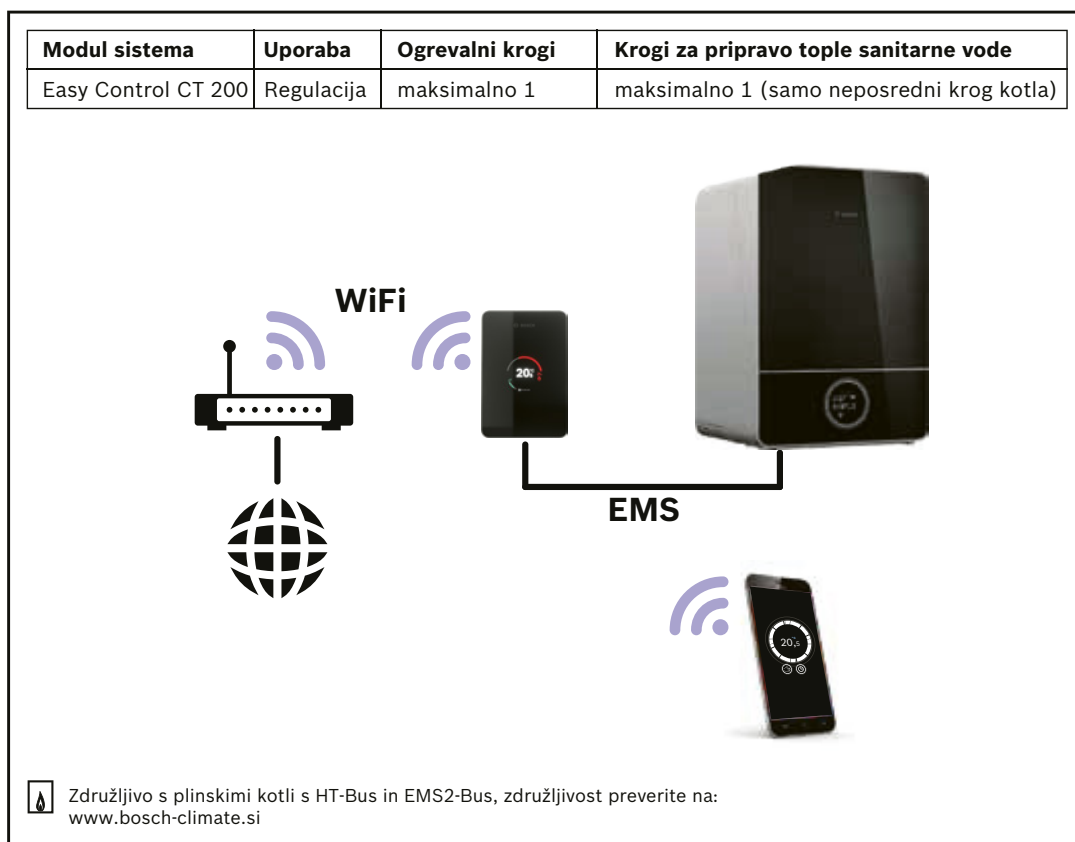 Modul sistema Uporaba Ogrevalni krogi Krogi za pripravo tople sanitarne vode
Easy Control CT 200 Regulacija maksimalno 1 maksimalno 1 (samo neposredni krog kotla)
WiFi
EMS
Združljivo s plinskimi kotli s HT-Bus in EMS2-Bus, združljivost preverite na:
www.bosch-climate.si